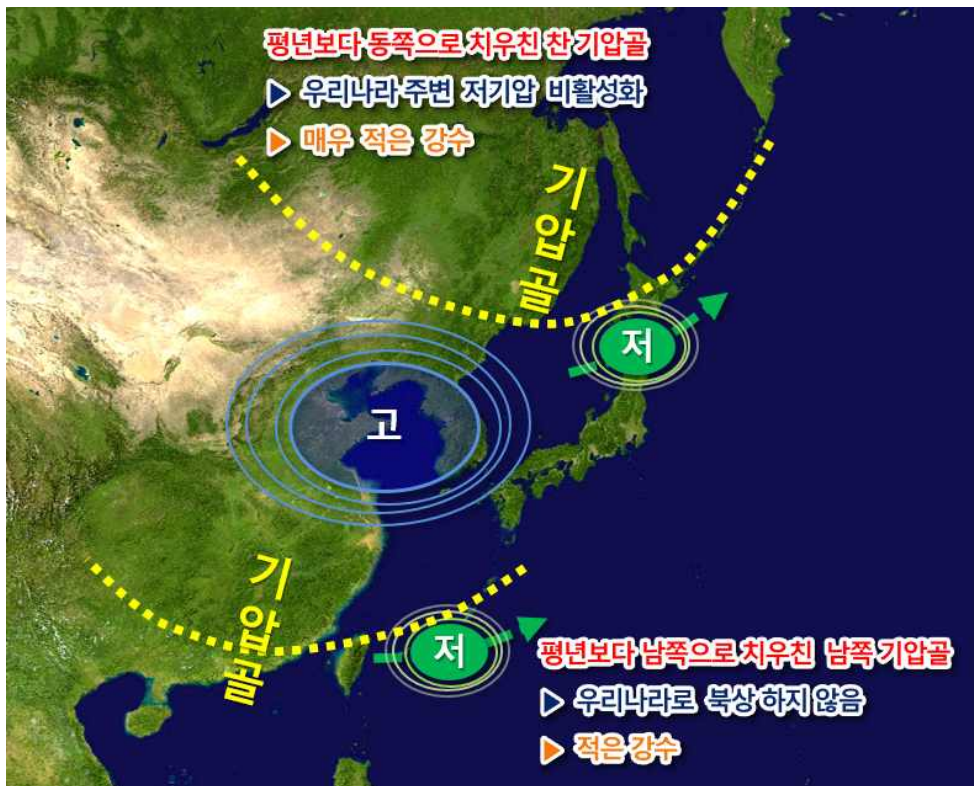 평년보다 동쪽으로 치우친 찬 기압골
▶ 우리나라 주변 저기압 비활성화
▶ 매우 적은 강수
기압골
저
고
기압골
저
평년보다 남쪽으로 치우친 남쪽 기압골
▶ 우리나라로 북상 하지 않음
▶ 적은 강수